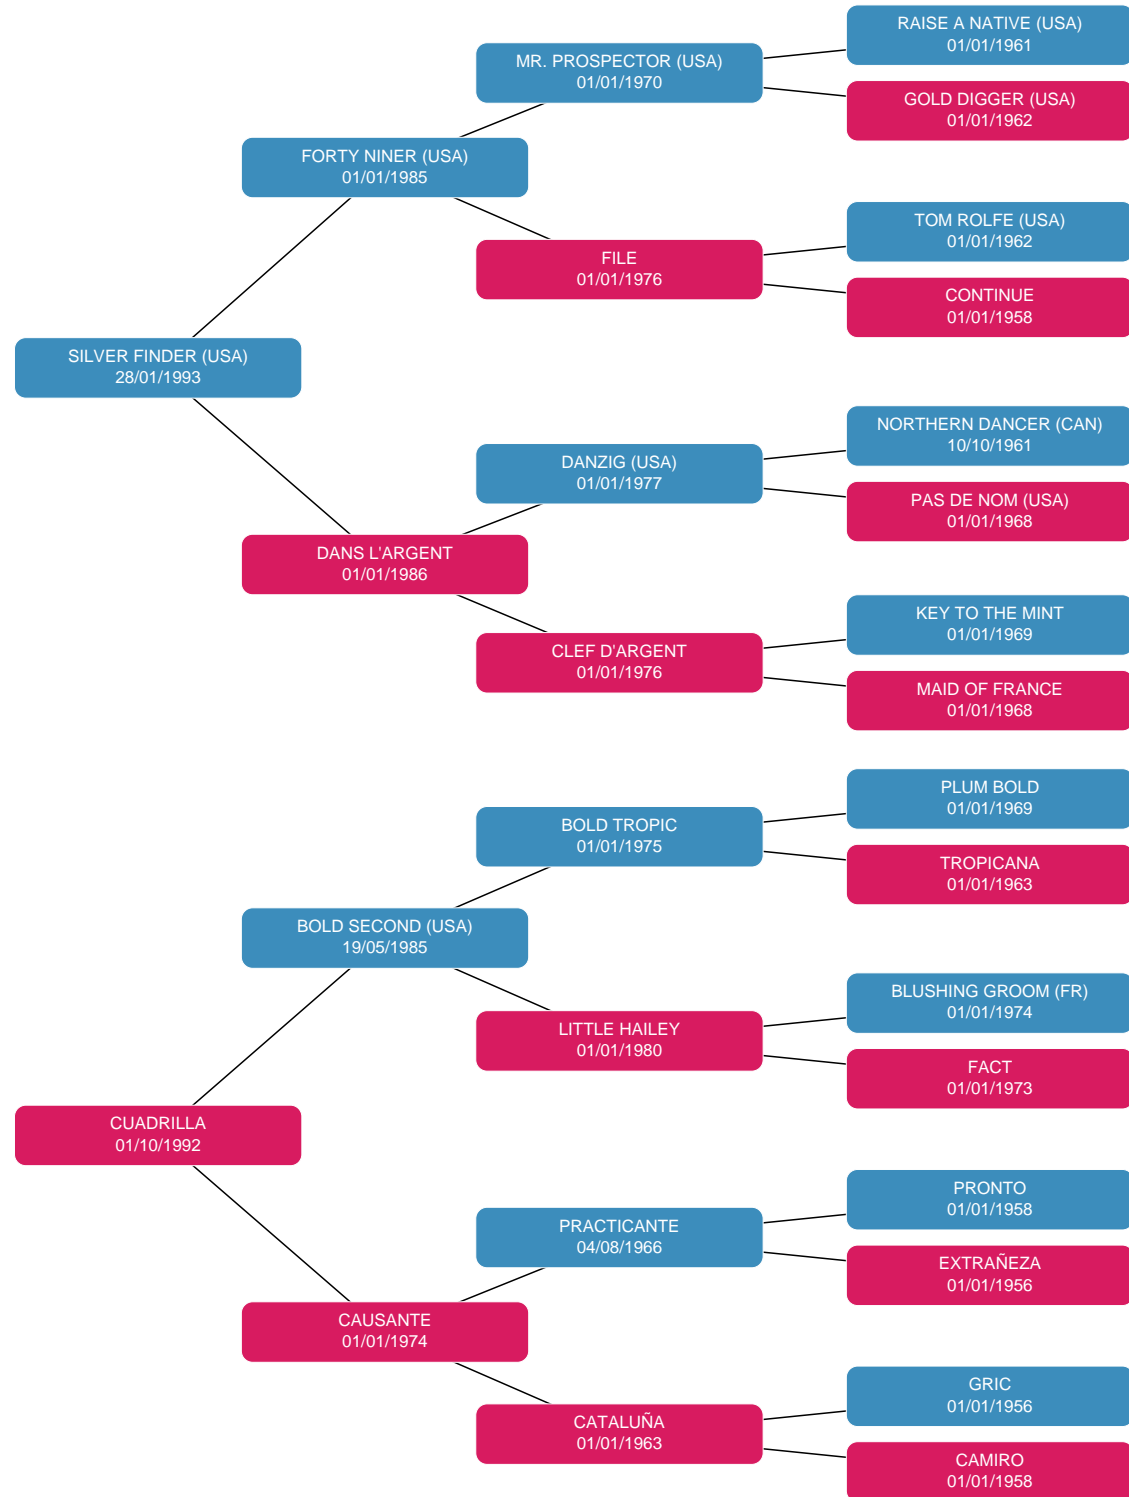 RAISE A NATIVE (USA)
01/01/1961
MR. PROSPECTOR (USA)
01/01/1970
GOLD DIGGER (USA)
01/01/1962
FORTY NINER (USA)
01/01/1985
TOM ROLFE (USA)
01/01/1962
FILE
01/01/1976
CONTINUE
01/01/1958
SILVER FINDER (USA)
28/01/1993
NORTHERN DANCER (CAN)
10/10/1961
DANZIG (USA)
01/01/1977
PAS DE NOM (USA)
01/01/1968
DANS L'ARGENT
01/01/1986
KEY TO THE MINT
01/01/1969
CLEF D'ARGENT
01/01/1976
MAID OF FRANCE
01/01/1968
PLUM BOLD
01/01/1969
BOLD TROPIC
01/01/1975
TROPICANA
01/01/1963
BOLD SECOND (USA)
19/05/1985
BLUSHING GROOM (FR)
01/01/1974
LITTLE HAILEY
01/01/1980
FACT
01/01/1973
CUADRILLA
01/10/1992
PRONTO
01/01/1958
PRACTICANTE
04/08/1966
EXTRAÑEZA
01/01/1956
CAUSANTE
01/01/1974
GRIC
01/01/1956
CATALUÑA
01/01/1963
CAMIRO
01/01/1958